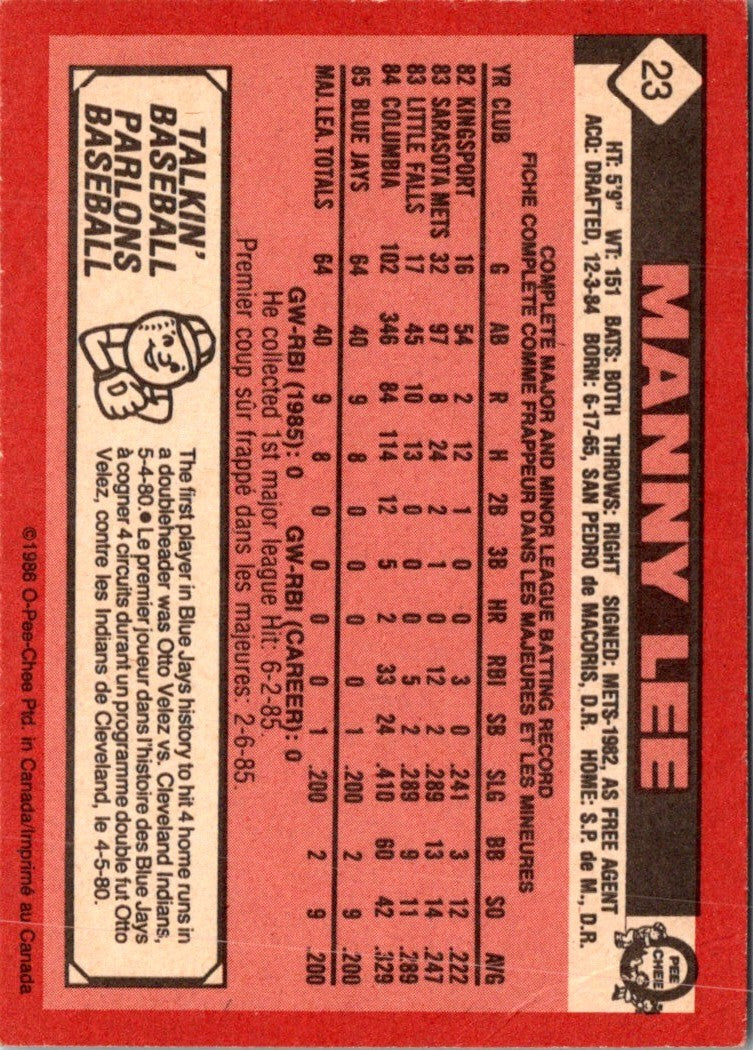 23
MANNY LEE
O PEE CHEE
HT: 5'9" WT: 151 BATS: BOTH THROWS: RIGHT SIGNED: METS-1982, AS FREE AGENT
ACQ: DRAFTED, 12-3-84 BORN: 6-17-65, SAN PEDRO de MACORIS, D.R. HOME: S.P. de M., D.R.
COMPLETE MAJOR AND MINOR LEAGUE BATTING RECORD
FICHE COMPLETE COMME FRAPPEUR DANS LES MAJEURES ET LES MINEURES
YR CLUB G AB R H 2B 3B HR RBI SB SLG BB SO AVG
82 KINGSPORT 16 54 2 12 1 0 0 3 0 .241 3 12 .222
83 SARASOTA METS 32 97 8 24 2 1 0 12 2 .289 13 14 .247
83 LITTLE FALLS 17 45 10 13 0 0 0 5 2 .289 9 11 .289
84 COLUMBIA 102 346 84 114 12 5 2 33 24 .410 60 42 .329
85 BLUE JAYS 64 40 9 8 0 0 0 0 1 .200 2 9 .200
MAJ. LEA. TOTALS 64 40 9 8 0 0 0 0 1 .200 2 9 .200
GW-RBI (1985): 0 GW-RBI (CAREER): 0
He collected 1st major league Hit: 6-2-85.
Premier coup sûr frappé dans les majeures: 2-6-85.
TALKIN'
BASEBALL
PARLONS
BASEBALL
The first player in Blue Jays history to hit 4 home runs in
a doubleheader was Otto Velez vs. Cleveland Indians,
5-4-80. • Le premier joueur dans l'histoire des Blue Jays
à cogner 4 circuits durant un programme double fut Otto
Velez, contre les Indians de Cleveland, le 4-5-80.
©1986 O-Pee-Chee Ptd. in Canada/Imprimé au Canada